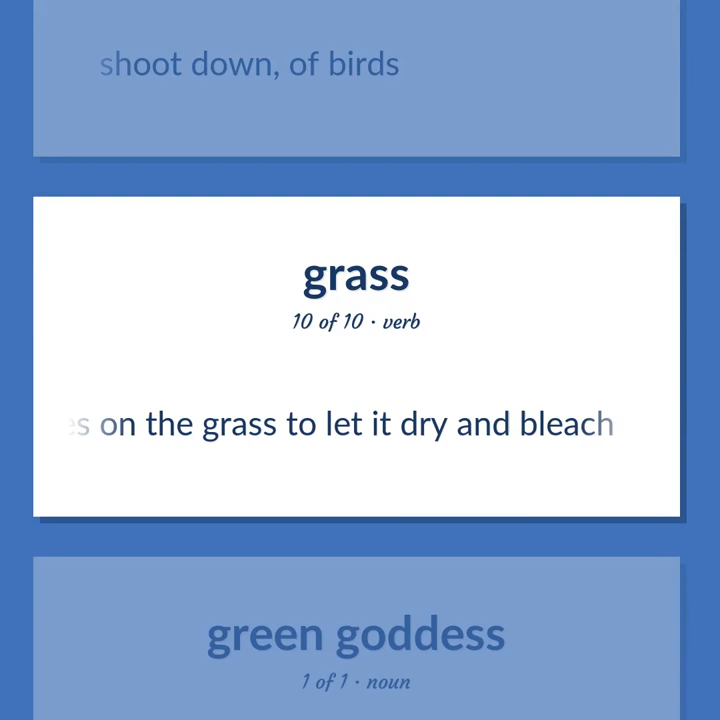 shoot down, of birds
grass
10 of 10 · verb
es on the grass to let it dry and bleach
green goddess
1 of 1 · noun